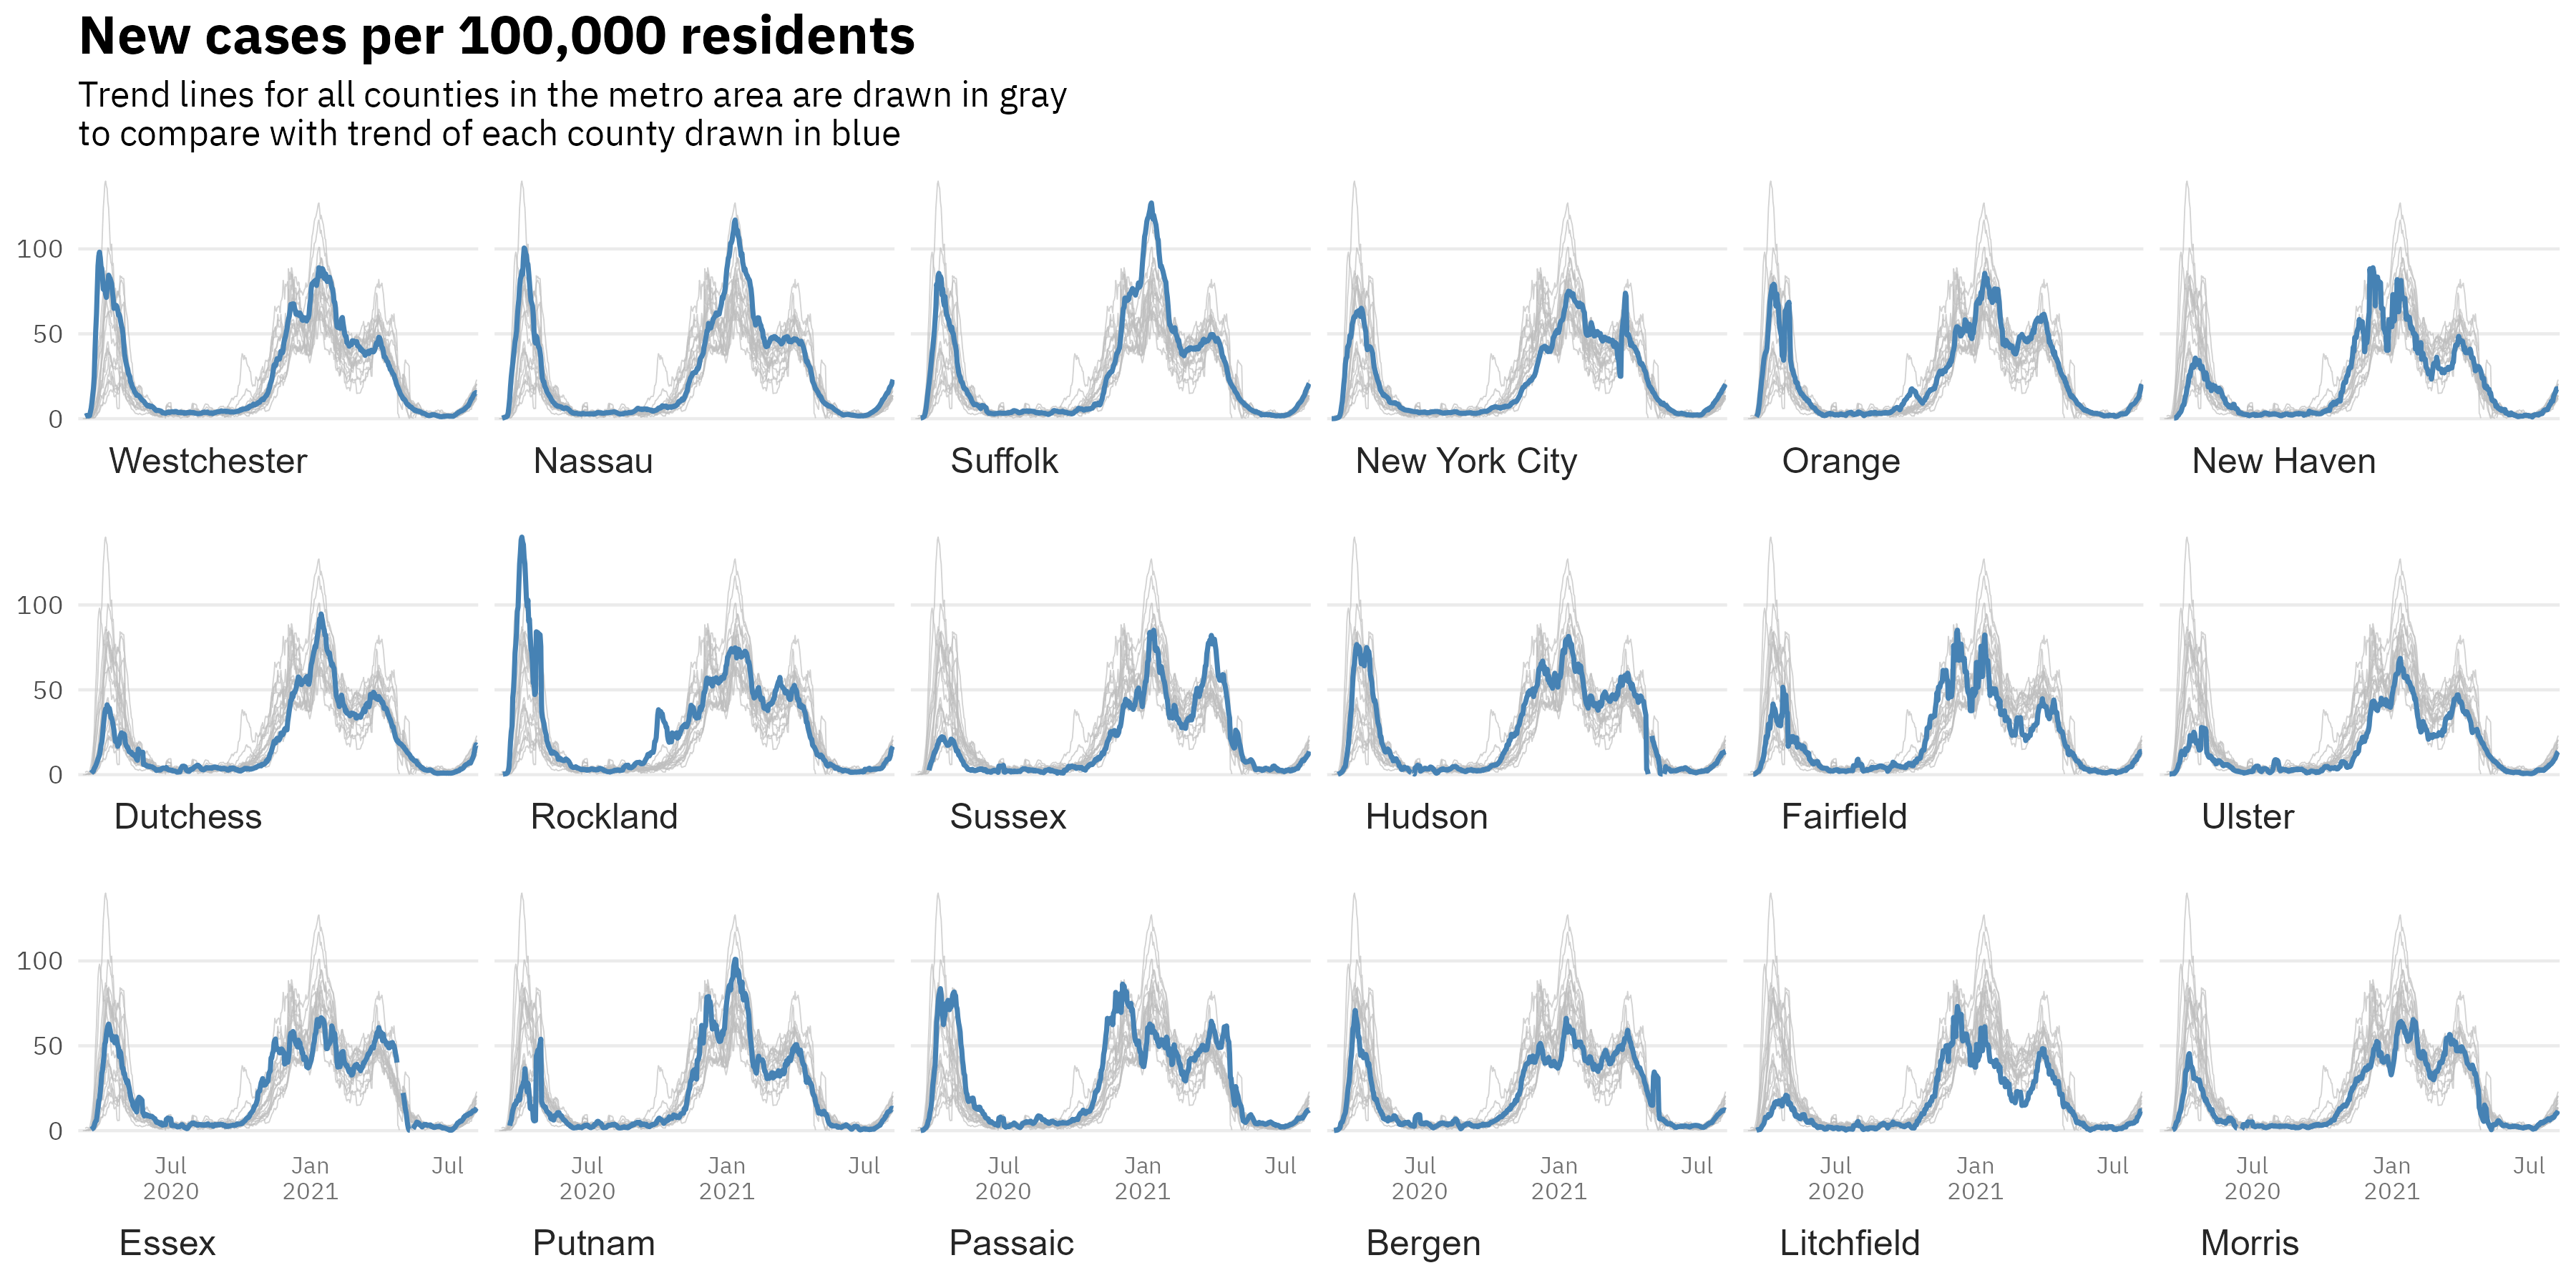 New cases per 100,000 residents
Trend lines for all counties in the metro area are drawn in gray
to compare with trend of each county drawn in blue
100
50
0
Westchester Nassau Suffolk New York City Orange New Haven
100
50
0
Dutchess Rockland Sussex Hudson Fairfield Ulster
100
50
0
Jul Jan Jul Jul Jan Jul Jul Jan Jul Jul Jan Jul Jul Jan Jul Jul Jan Jul
2020 2021 2020 2021 2020 2021 2020 2021 2020 2021 2020 2021
Essex Putnam Passaic Bergen Litchfield Morris